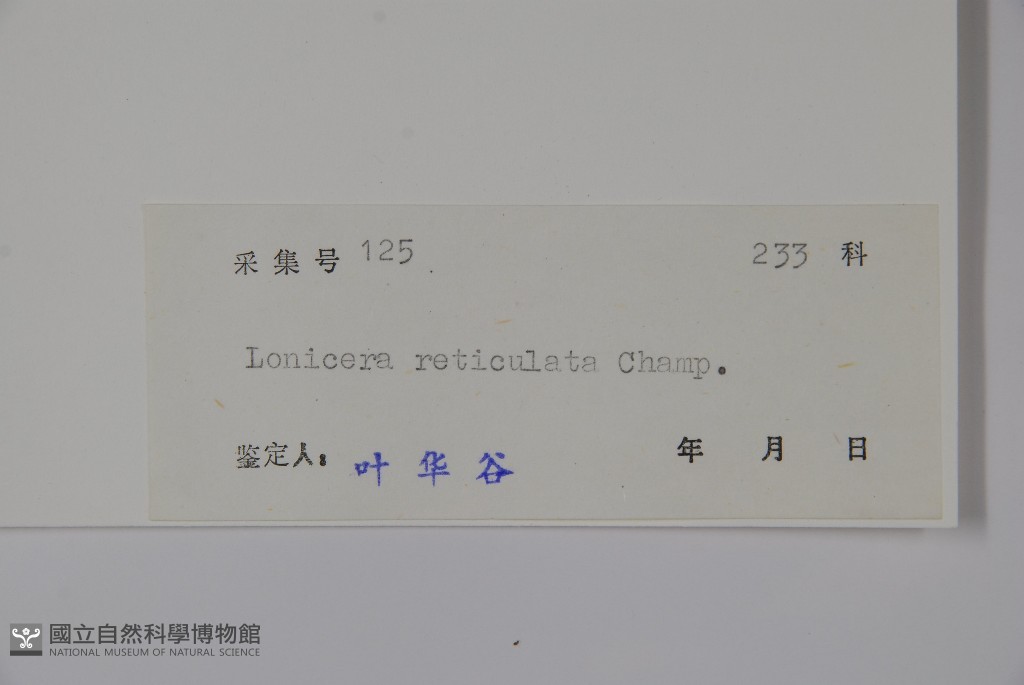 采集号 125 233 科
Lonicera reticulata Champ.
鉴定人: 叶华谷 年 月 日
國立自然科學博物館
NATIONAL MUSEUM OF NATURAL SCIENCE